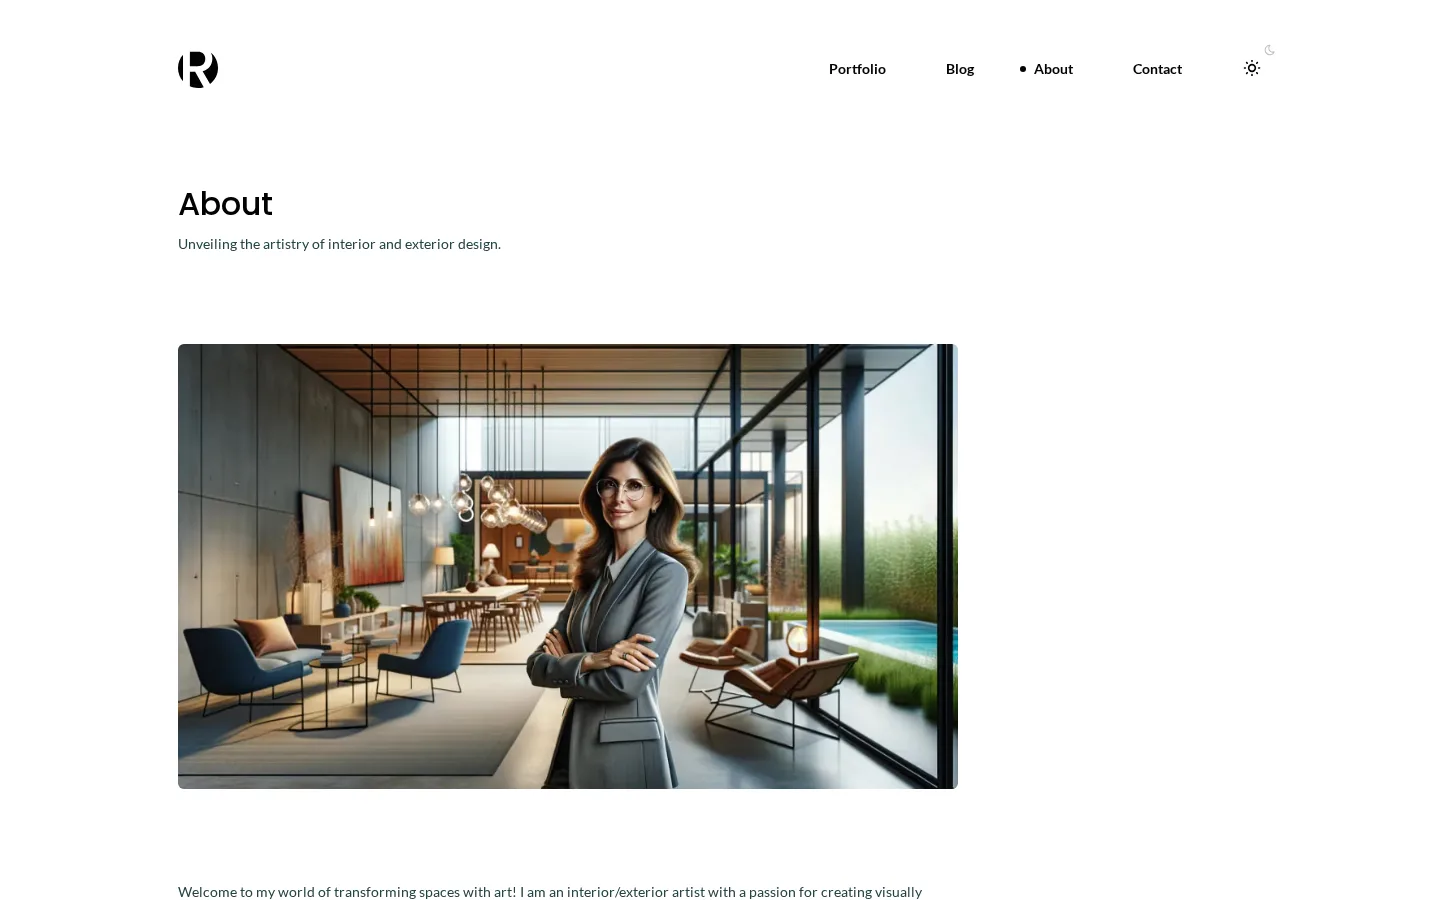 R
Portfolio
Blog
About
Contact
About
Unveiling the artistry of interior and exterior design.
Welcome to my world of transforming spaces with art! I am an interior/exterior artist with a passion for creating visually